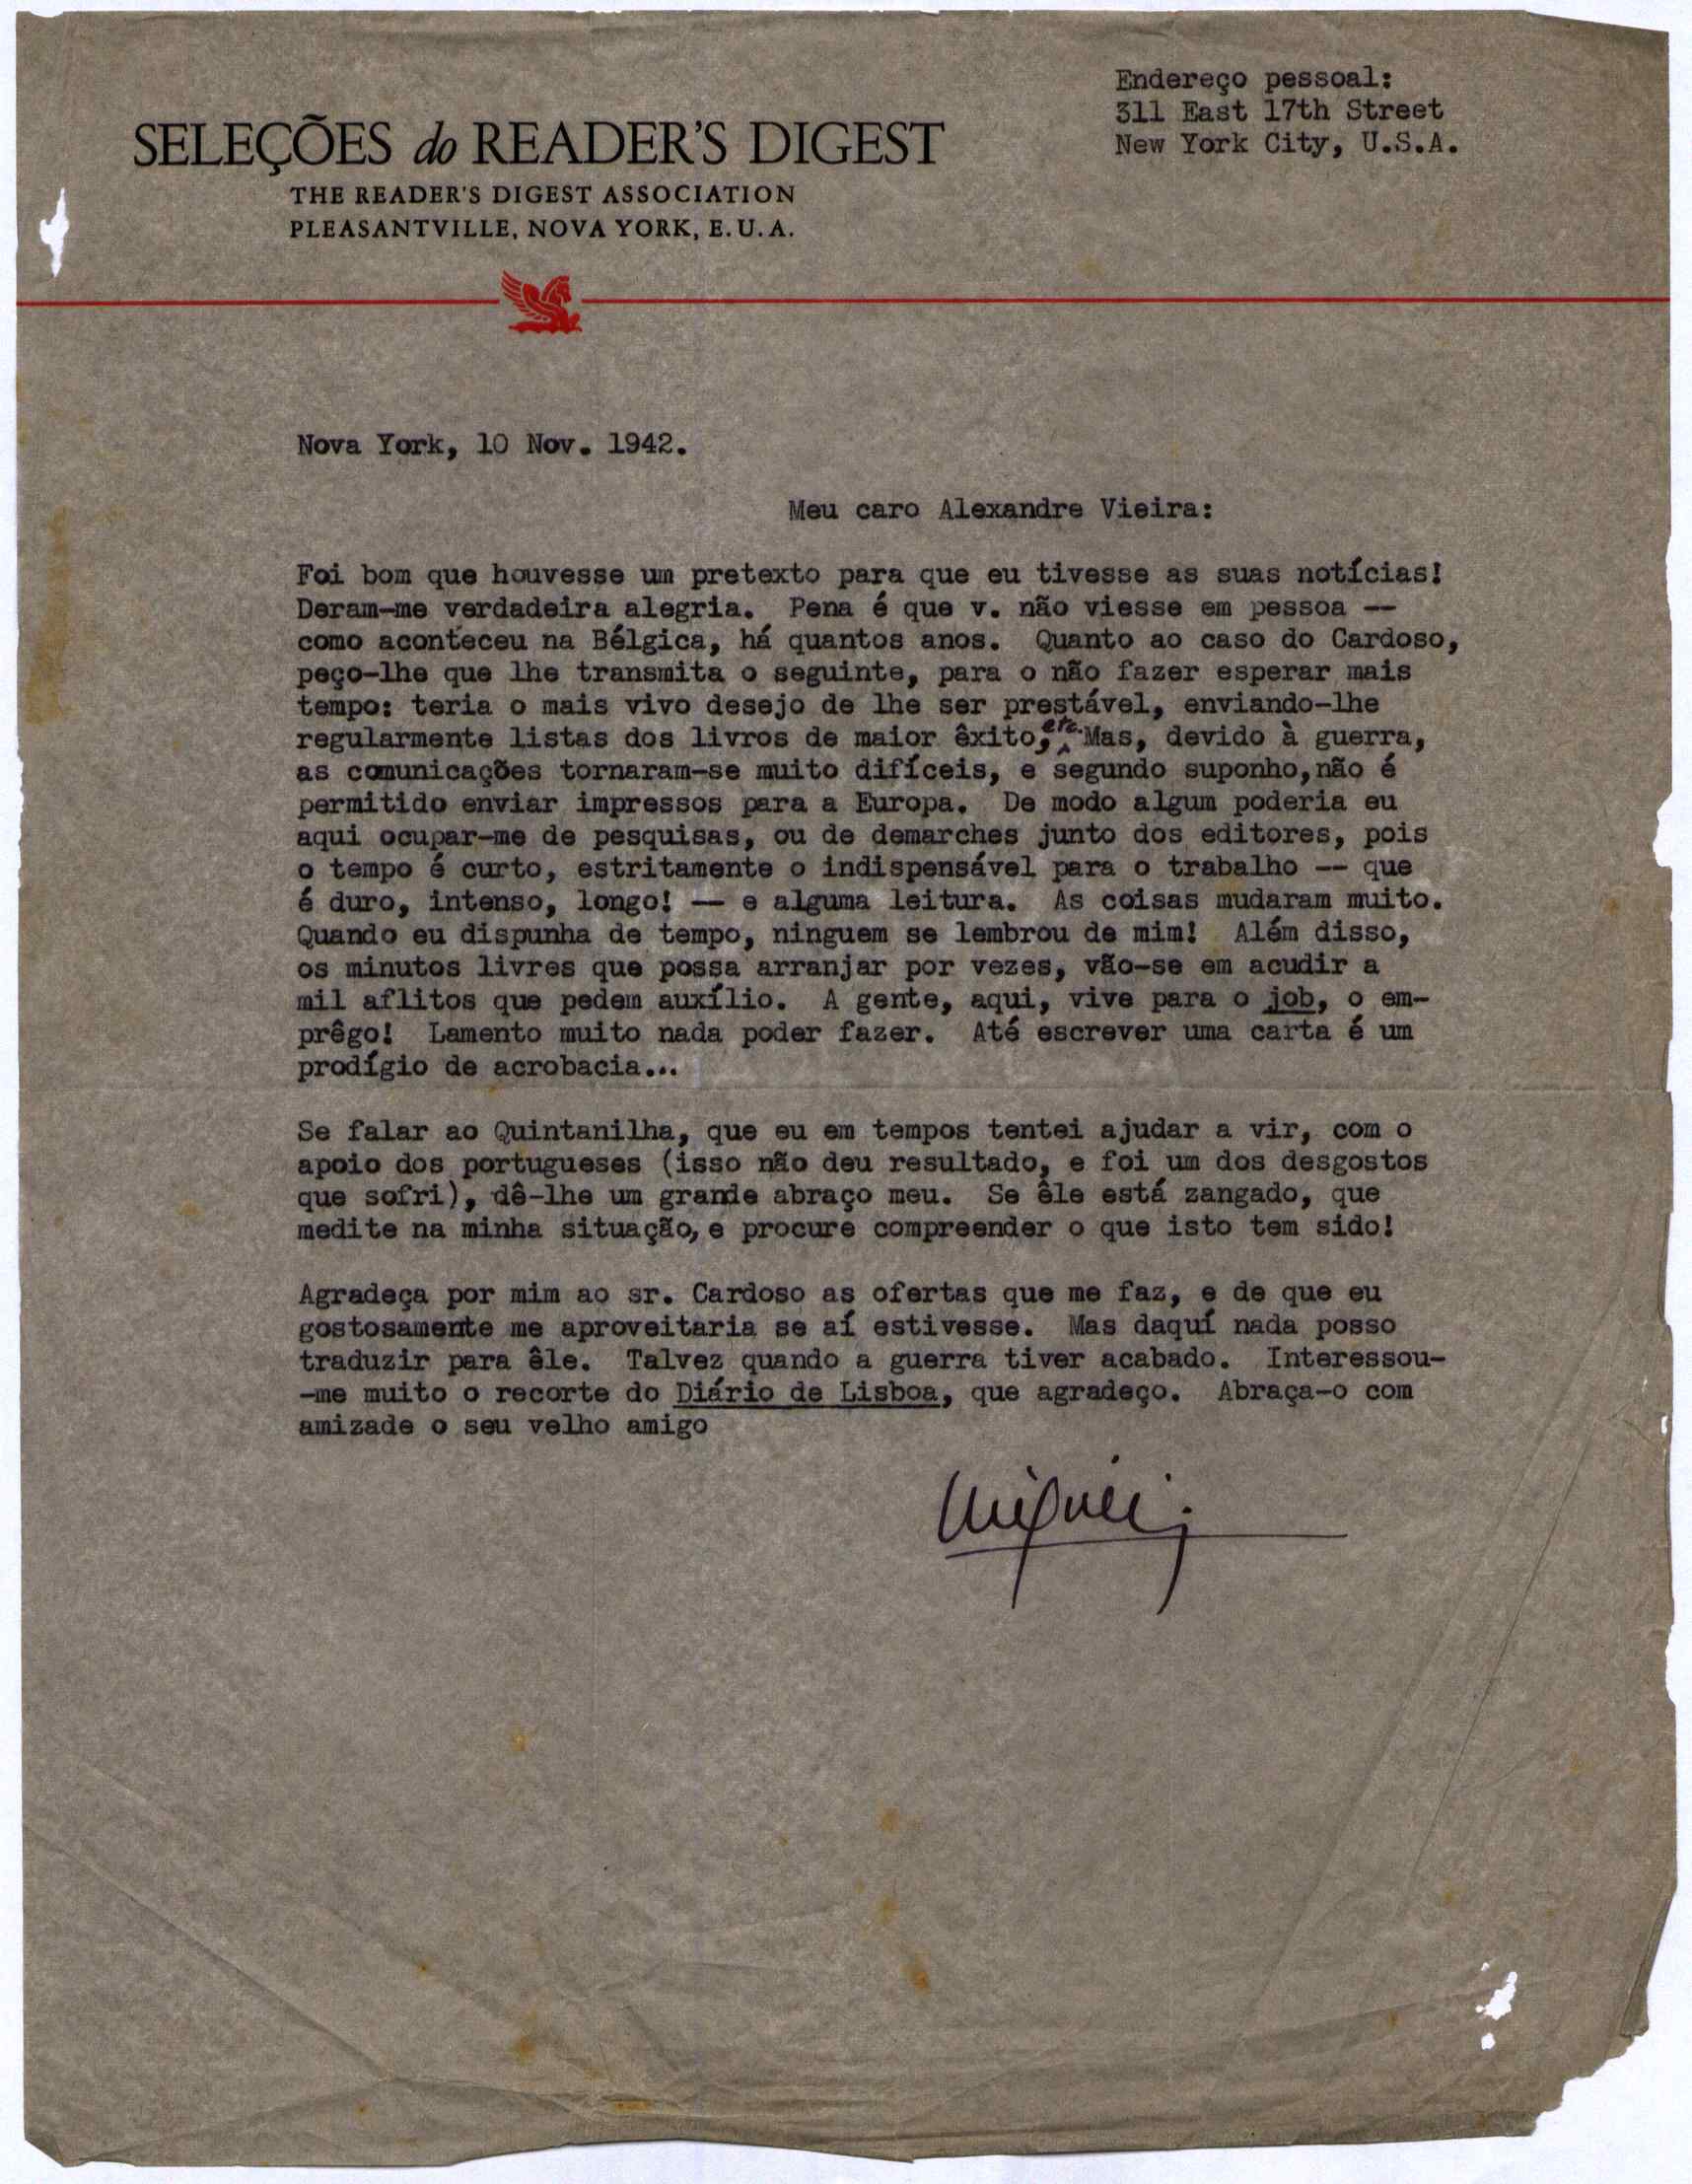 Endereço pessoal:
311 East 17th Street
New York City, U.S.A.
SELEÇÕES do READER'S DIGEST
THE READER'S DIGEST ASSOCIATION
PLEASANTVILLE, NOVA YORK, E.U.A.
Nova York, 10 Nov. 1942.
Meu caro Alexandre Vieira:
Foi bom que houvesse um pretexto para que eu tivesse as suas notícias!
Deram-me verdadeira alegria. Pena é que v. não viesse em pessoa --
como aconteceu na Bélgica, há quantos anos. Quanto ao caso do Cardoso,
peço-lhe que lhe transmita o seguinte, para o não fazer esperar mais
tempo: teria o mais vivo desejo de lhe ser prestável, enviando-lhe
regularmente listas dos livros de maior êxito, etc. Mas, devido à guerra,
as comunicações tornaram-se muito difíceis, e segundo suponho, não é
permitido enviar impressos para a Europa. De modo algum poderia eu
aqui ocupar-me de pesquisas, ou de demarches junto dos editores, pois
o tempo é curto, estritamente o indispensável para o trabalho -- que
é duro, intenso, longo! -- e alguma leitura. As coisas mudaram muito.
Quando eu dispunha de tempo, ninguem se lembrou de mim! Além disso,
os minutos livres que possa arranjar por vezes, vão-se em acudir a
mil aflitos que pedem auxílio. A gente, aqui, vive para o job, o em-
prêgo! Lamento muito nada poder fazer. Até escrever uma carta é um
prodígio de acrobacia...
Se falar ao Quintanilha, que eu em tempos tentei ajudar a vir, com o
apoio dos portugueses (isso não deu resultado, e foi um dos desgostos
que sofri), dê-lhe um grande abraço meu. Se êle está zangado, que
medite na minha situação, e procure compreender o que isto tem sido!
Agradeça por mim ao sr. Cardoso as ofertas que me faz, e de que eu
gostosamente me aproveitaria se aí estivesse. Mas daquí nada posso
traduzir para êle. Talvez quando a guerra tiver acabado. Interessou-
-me muito o recorte do Diário de Lisboa, que agradeço. Abraça-o com
amizade o seu velho amigo
Miguéis